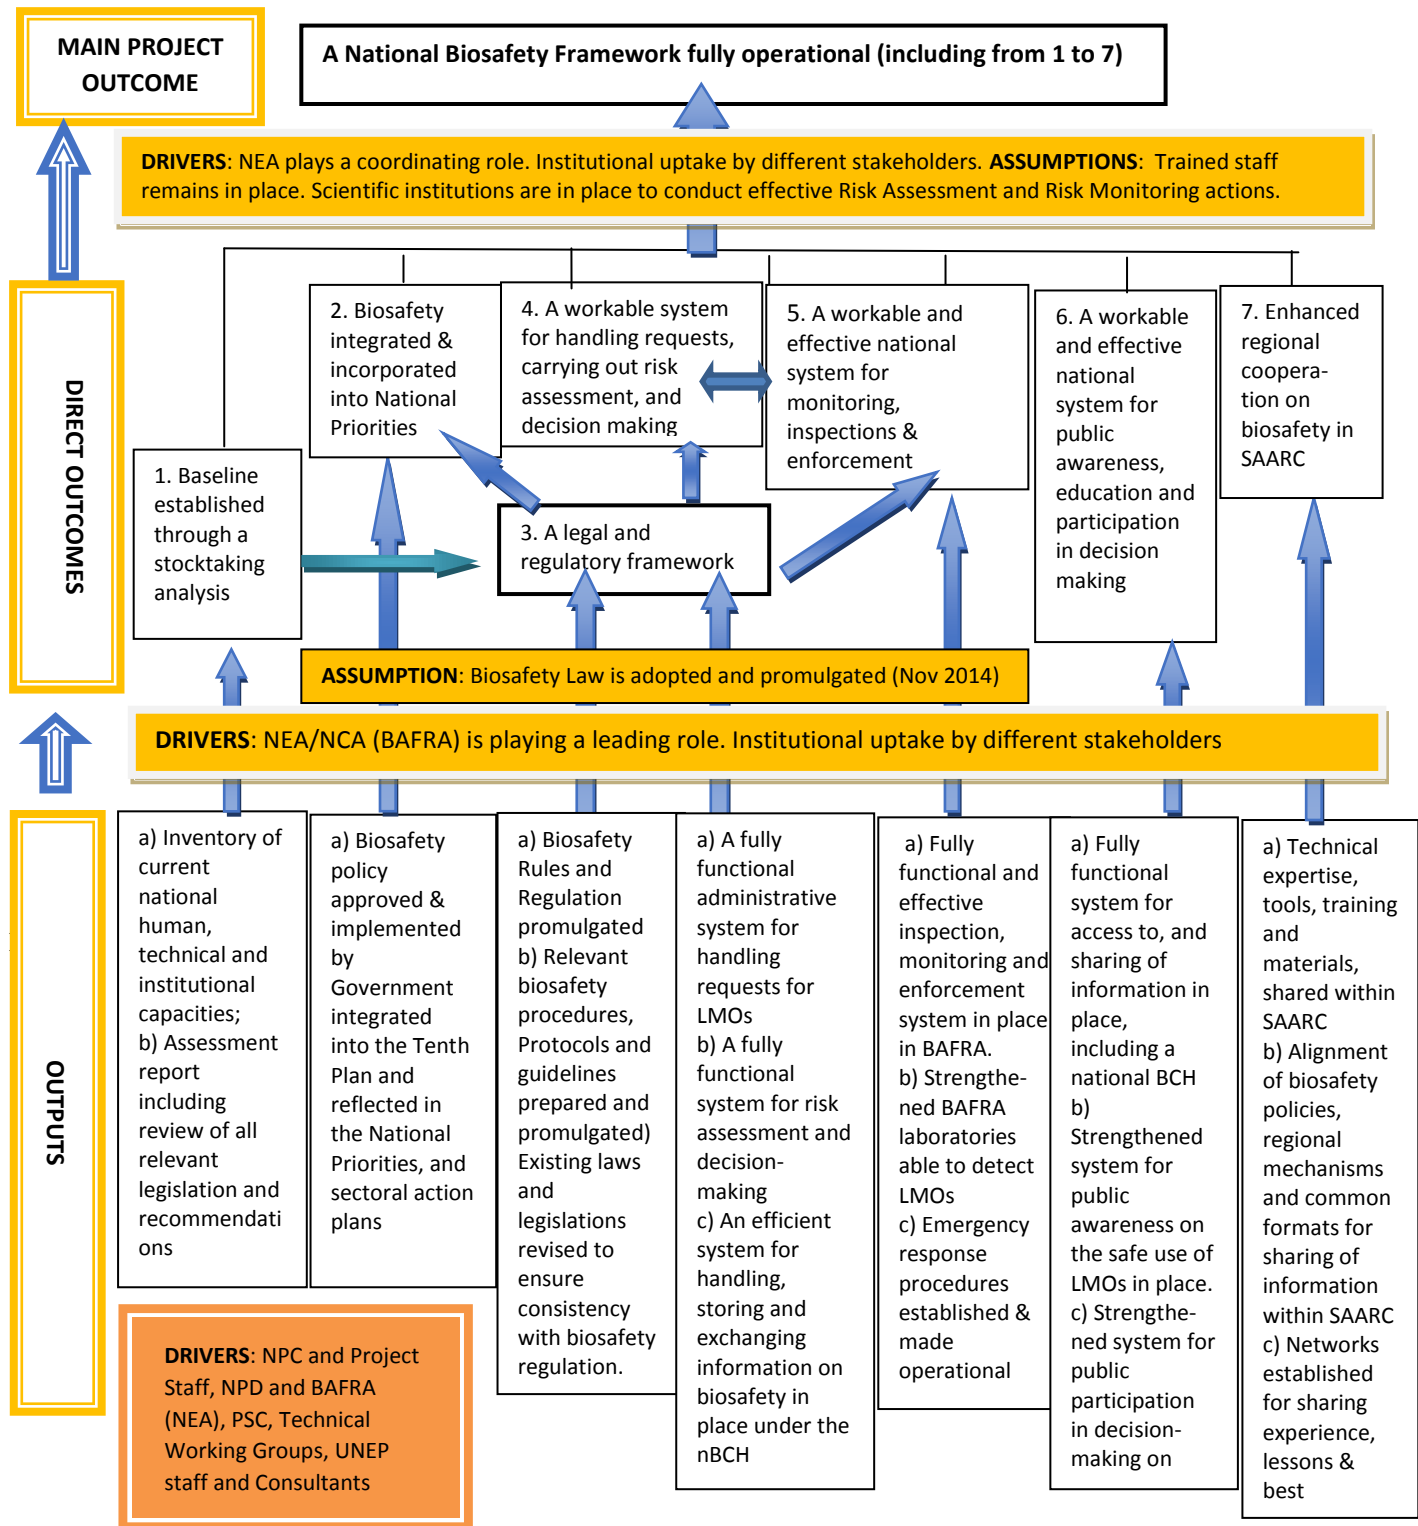 MAIN PROJECT
OUTCOME
A National Biosafety Framework fully operational (including from 1 to 7)
DRIVERS: NEA plays a coordinating role. Institutional uptake by different stakeholders. ASSUMPTIONS: Trained staff
remains in place. Scientific institutions are in place to conduct effective Risk Assessment and Risk Monitoring actions.
DIRECT OUTCOMES
1. Baseline
established
through a
stocktaking
analysis
2. Biosafety
integrated &
incorporated
into National
Priorities
4. A workable system
for handling requests,
carrying out risk
assessment, and
decision making
3. A legal and
regulatory framework
5. A workable and
effective national
system for
monitoring,
inspections &
enforcement
6. A workable
and effective
national
system for
public
awareness,
education and
participation
in decision
making
7. Enhanced
regional
coopera-
tion on
biosafety in
SAARC
ASSUMPTION: Biosafety Law is adopted and promulgated (Nov 2014)
DRIVERS: NEA/NCA (BAFRA) is playing a leading role. Institutional uptake by different stakeholders
OUTPUTS
a) Inventory of
current
national
human,
technical and
institutional
capacities;
b) Assessment
report
including
review of all
relevant
legislation and
recommendati
ons
a) Biosafety
policy
approved &
implemented
by
Government
integrated
into the Tenth
Plan and
reflected in
the National
Priorities, and
sectoral action
plans
a) Biosafety
Rules and
Regulation
promulgated
b) Relevant
biosafety
procedures,
Protocols and
guidelines
prepared and
promulgated)
Existing laws
and
legislations
revised to
ensure
consistency
with biosafety
regulation.
a) A fully
functional
administrative
system for
handling
requests for
LMOs
b) A fully
functional
system for risk
assessment and
decision-
making
c) An efficient
system for
handling,
storing and
exchanging
information on
biosafety in
place under the
nBCH
a) Fully
functional and
effective
inspection,
monitoring and
enforcement
system in place
in BAFRA.
b) Strengthe-
ned BAFRA
laboratories
able to detect
LMOs
c) Emergency
response
procedures
established &
made
operational
a) Fully
functional
system for
access to, and
sharing of
information in
place,
including a
national BCH
b)
Strengthened
system for
public
awareness on
the safe use of
LMOs in place.
c) Strengthe-
ned system for
public
participation
in decision-
making on
a) Technical
expertise,
tools, training
and
materials,
shared within
SAARC
b) Alignment
of biosafety
policies,
regional
mechanisms
and common
formats for
sharing of
information
within SAARC
c) Networks
established
for sharing
experience,
lessons &
best
DRIVERS: NPC and Project
Staff, NPD and BAFRA
(NEA), PSC, Technical
Working Groups, UNEP
staff and Consultants